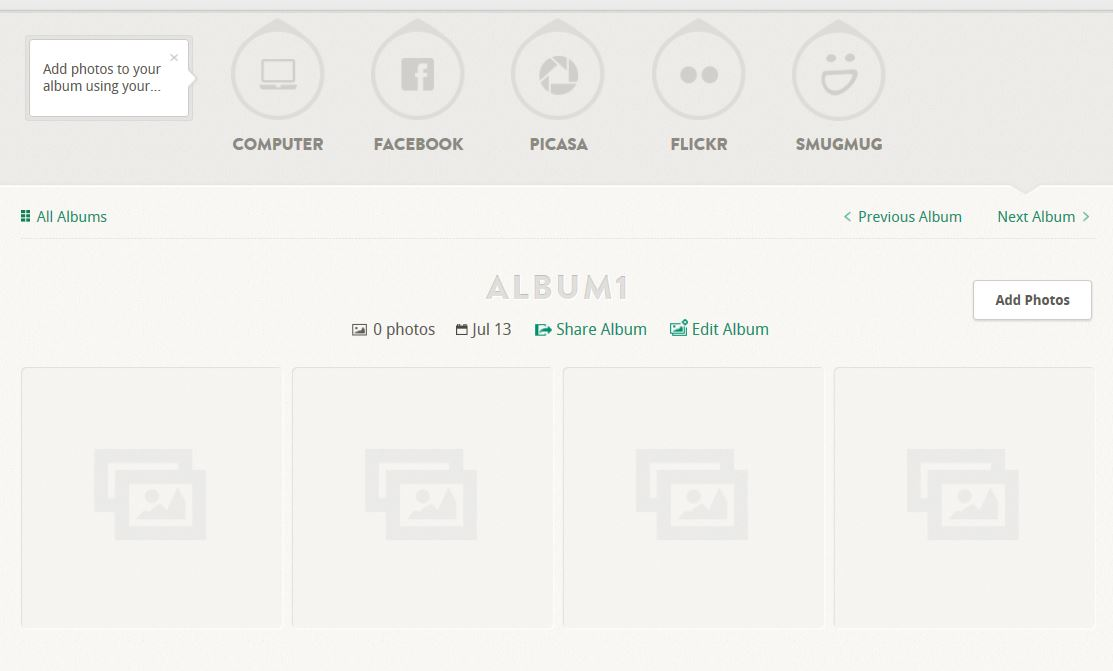 Add photos to your
album using your...
COMPUTER
FACEBOOK
PICASA
FLICKR
SMUGMUG
All Albums
Previous Album
Next Album
ALBUM1
Add Photos
0 photos
Jul 13
Share Album
Edit Album